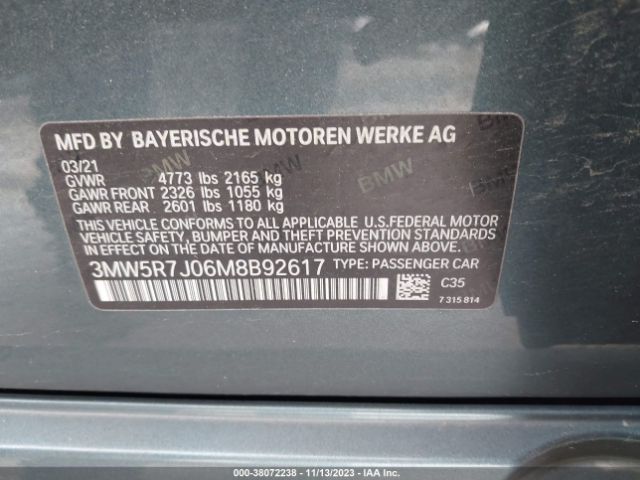 MFD BY BAYERISCHE MOTOREN WERKE AG
03/21
GVWR 4773 lbs 2165 kg
GAWR FRONT 2326 lbs 1055 kg
GAWR REAR 2601 lbs 1180 kg
THIS VEHICLE CONFORMS TO ALL APPLICABLE U.S.FEDERAL MOTOR
VEHICLE SAFETY, BUMPER AND THEFT PREVENTION STANDARDS
IN EFFECT ON THE DATE OF MANUFACTURE SHOWN ABOVE.
3MW5R7J06M8B92617 TYPE: PASSENGER CAR
C35
7 315 814
BMW
BMW
BMW
000-38072238 - 11/13/2023 - IAA Inc.